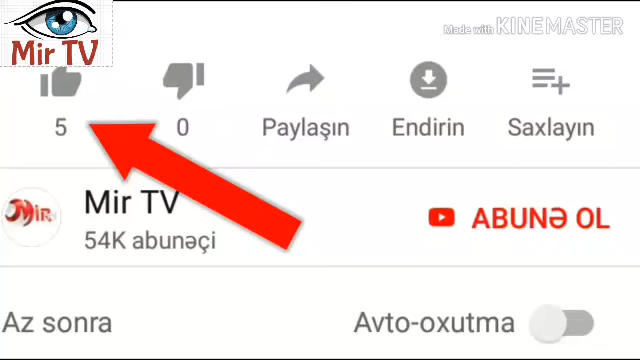 Made with KINEMASTER
Mir TV
5
0
Paylaşın
Endirin
Saxlayın
Mir TV
54K abunəçi
ABUNƏ OL
Az sonra
Avto-oxutma